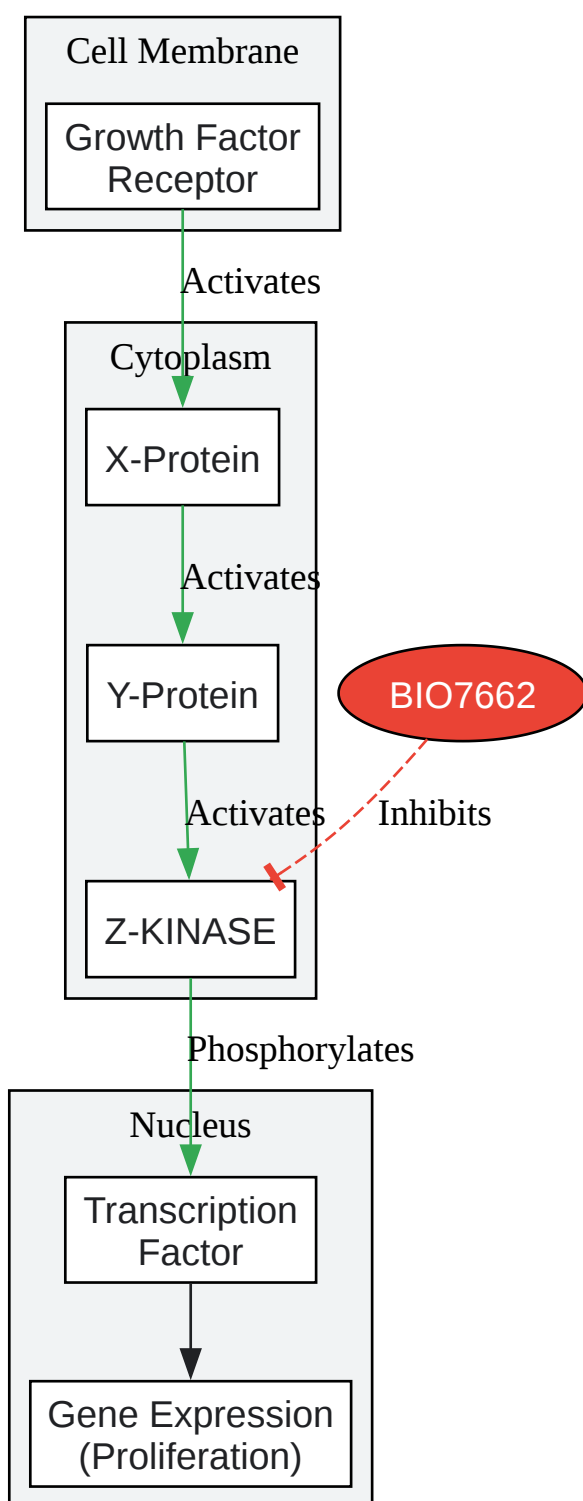 Cell Membrane
Growth Factor
Receptor
Activates
Cytoplasm
X-Protein
Activates
Y-Protein
BIO7662
Activates
Inhibits
Z-KINASE
Phosphorylates
Nucleus
Transcription
Factor
Gene Expression
(Proliferation)